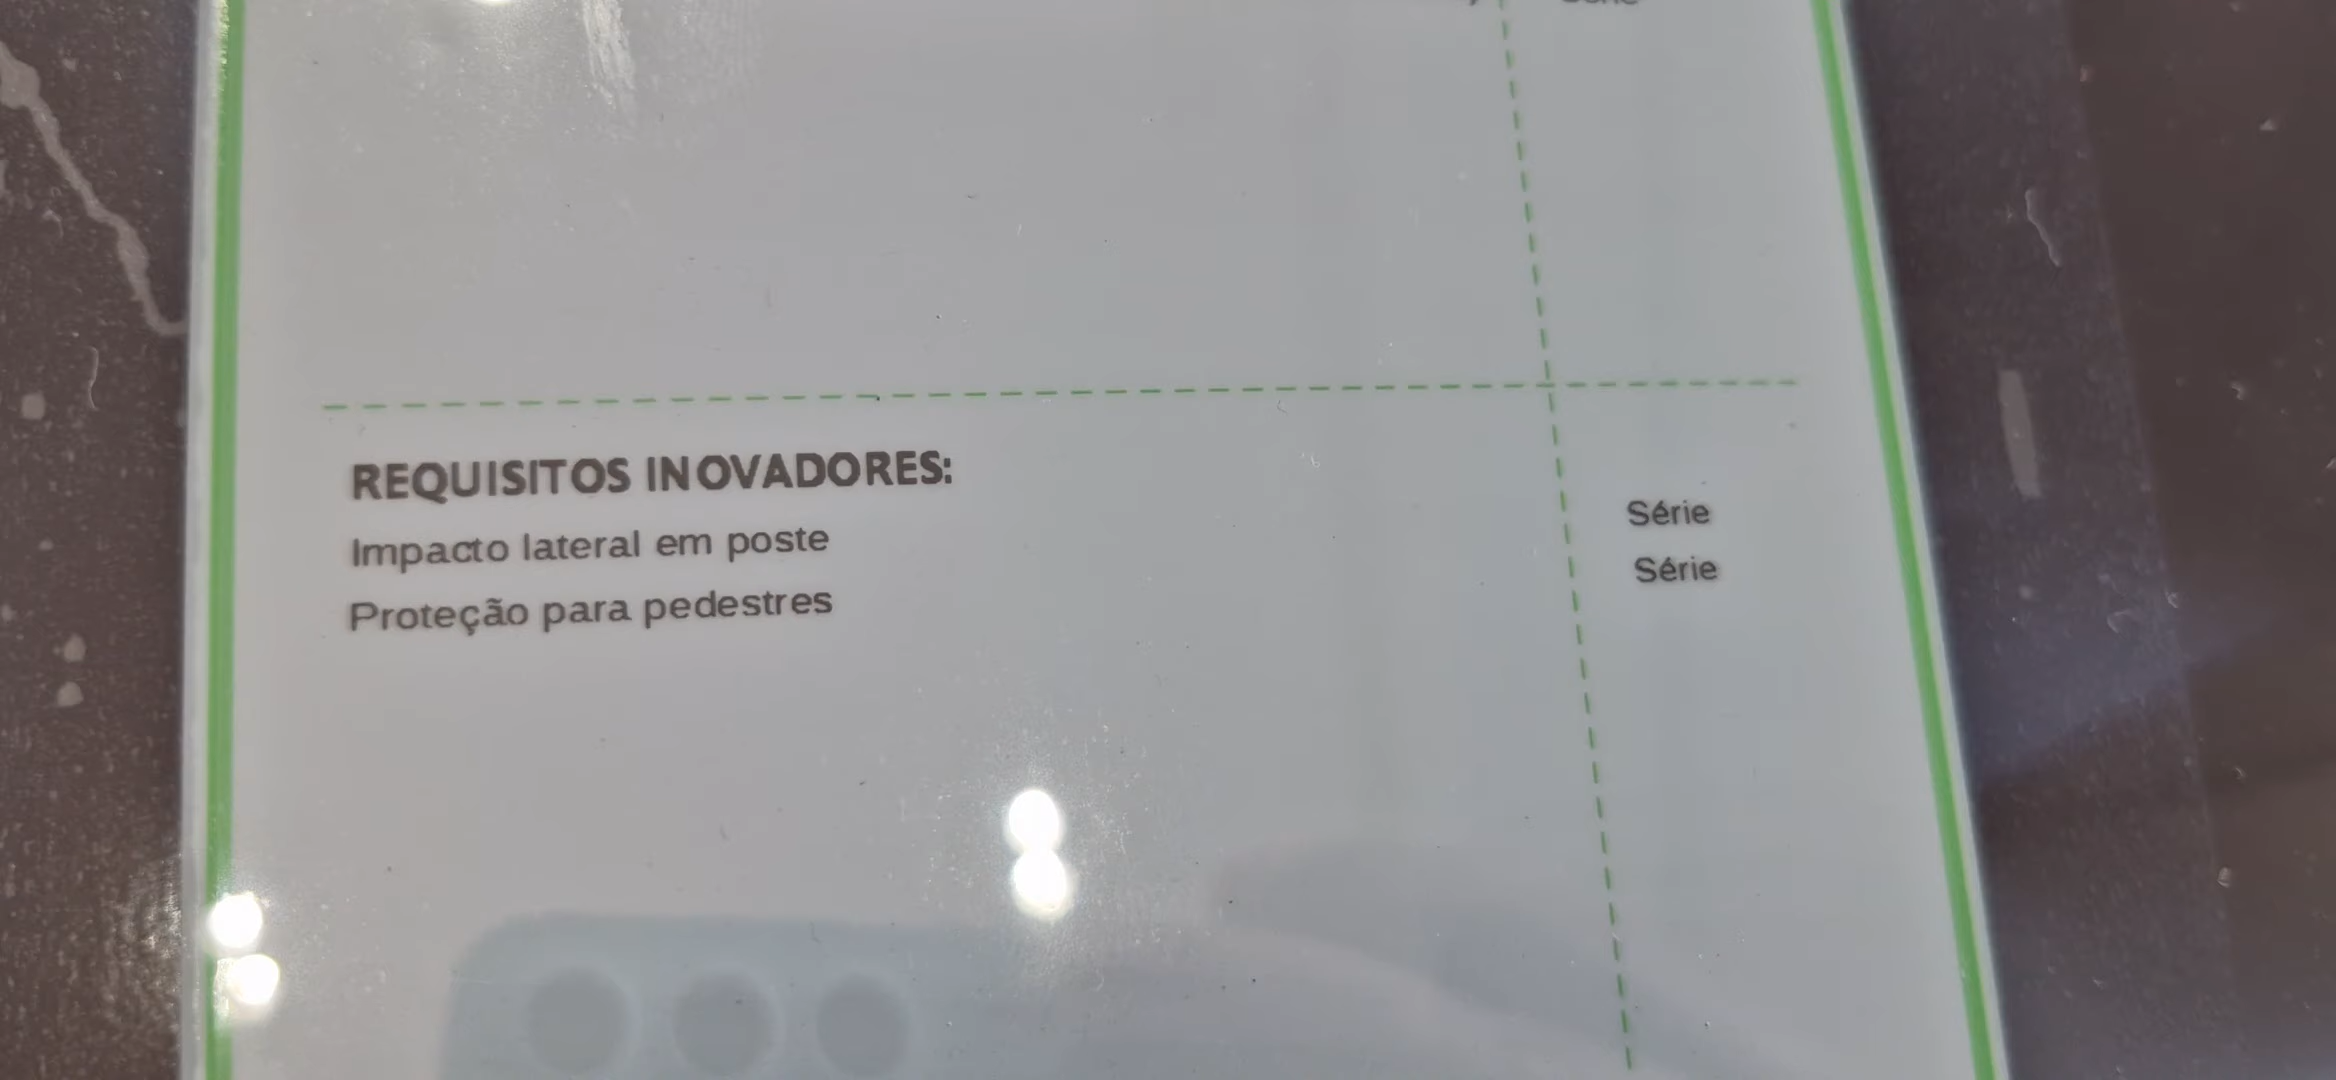 REQUISITOS INOVADORES:
Impacto lateral em poste
Série
Proteção para pedestres
Série